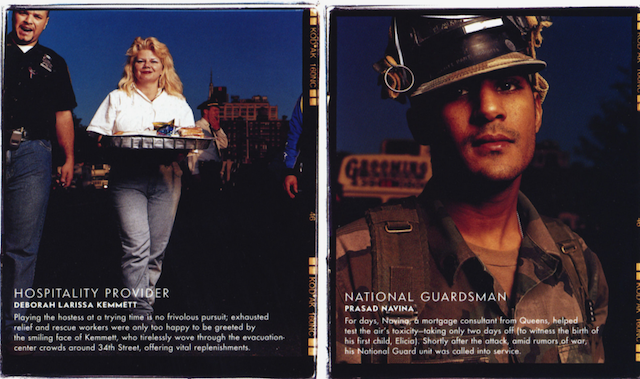 HOSPITALITY PROVIDER
DEBORAH LARISSA KEMMETT
Playing the hostess at a trying time is no frivolous pursuit; exhausted
relief and rescue workers were only too happy to be greeted by
the smiling face of Kemmett, who tirelessly wove through the evacuation-
center crowds around 34th Street, offering vital replenishments.
NATIONAL GUARDSMAN
PRASAD NAVINA
For days, Navina, a mortgage consultant from Queens, helped
test the air's toxicity—taking only two days off (to witness the birth of
his first child, Elicia). Shortly after the attack, amid rumors of war,
his National Guard unit was called into service.